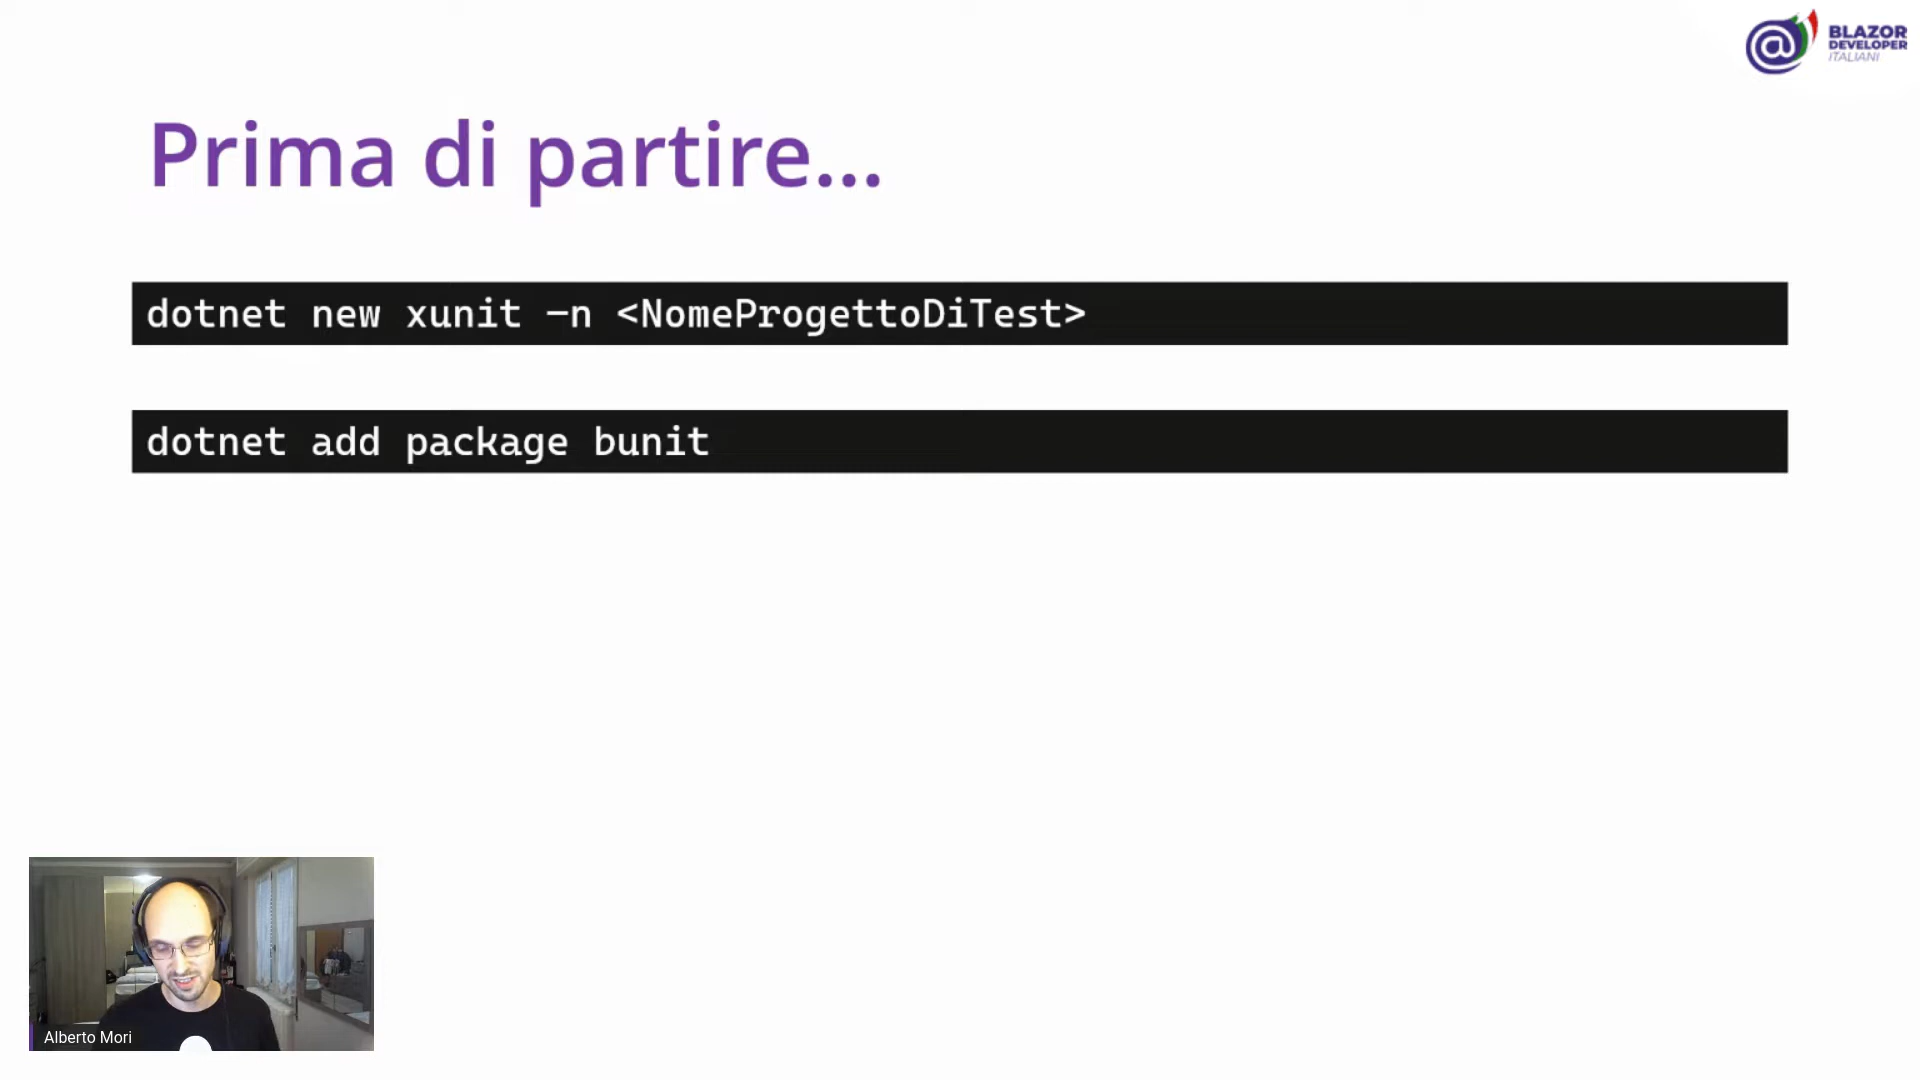 BLAZOR
DEVELOPER
ITALIANI
Prima di partire...
dotnet new xunit -n <NomeProgettoDiTest>
dotnet add package bunit
Alberto Mori